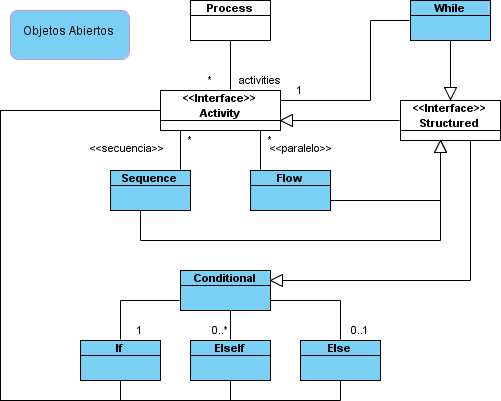 Objetos Abiertos
Process
While
* activities
1
<<Interface>>
Activity
<<Interface>>
Structured
<<secuencia>> *
* <<paralelo>>
Sequence
Flow
Conditional
1
0..*
0..1
If
ElseIf
Else